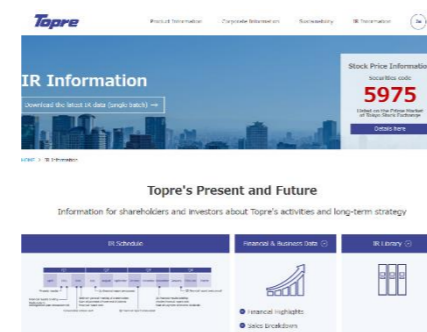 Topre
Product Information
Corporate Information
Sustainability
IR Information
IR Information
Download the latest IR data (single batch) →
Stock Price Information
Securities code
5975
Listed on the Prime Market
of Tokyo Stock Exchange
Details here
HOME > IR Information
Topre's Present and Future
Information for shareholders and investors about Topre's activities and long-term strategy
IR Schedule
Financial & Business Data
IR Library
Financial Highlights
Sales Breakdown